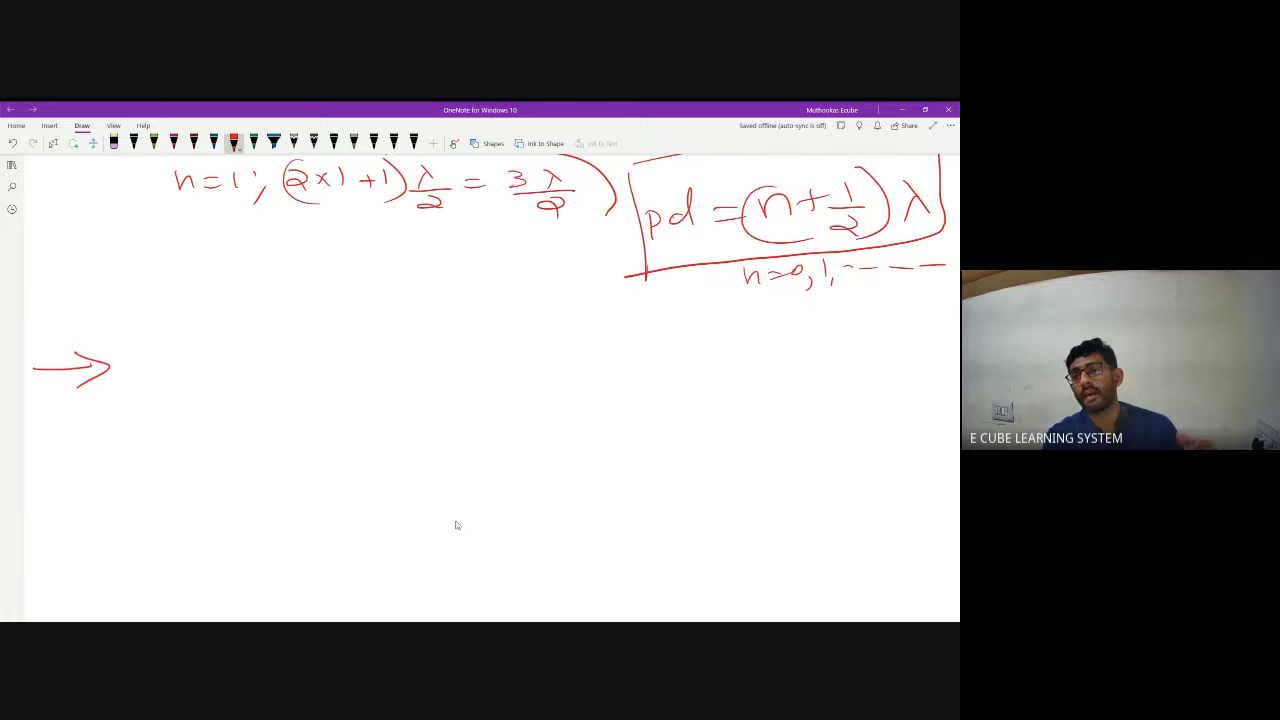 OneNote for Windows 10
Muthookas Ecube
Home Insert Draw View Help
Saved offline (auto-sync is off)
Share
Shapes
Ink to Shape
Ink to Text
n=1; (2x1+1) λ/2 = 3λ/2)
pd = (n+1/2) λ
n=0, 1, - - - -
E CUBE LEARNING SYSTEM